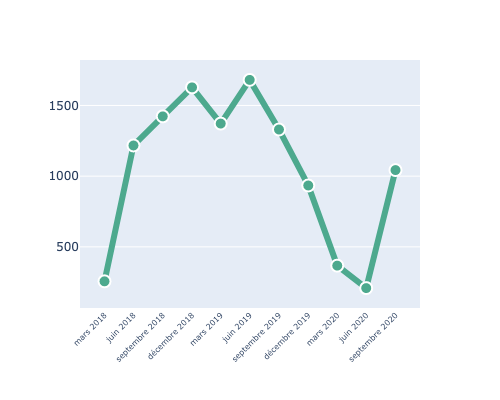 1500
1000
500
mars 2018
juin 2018
septembre 2018
décembre 2018
mars 2019
juin 2019
septembre 2019
décembre 2019
mars 2020
juin 2020
septembre 2020